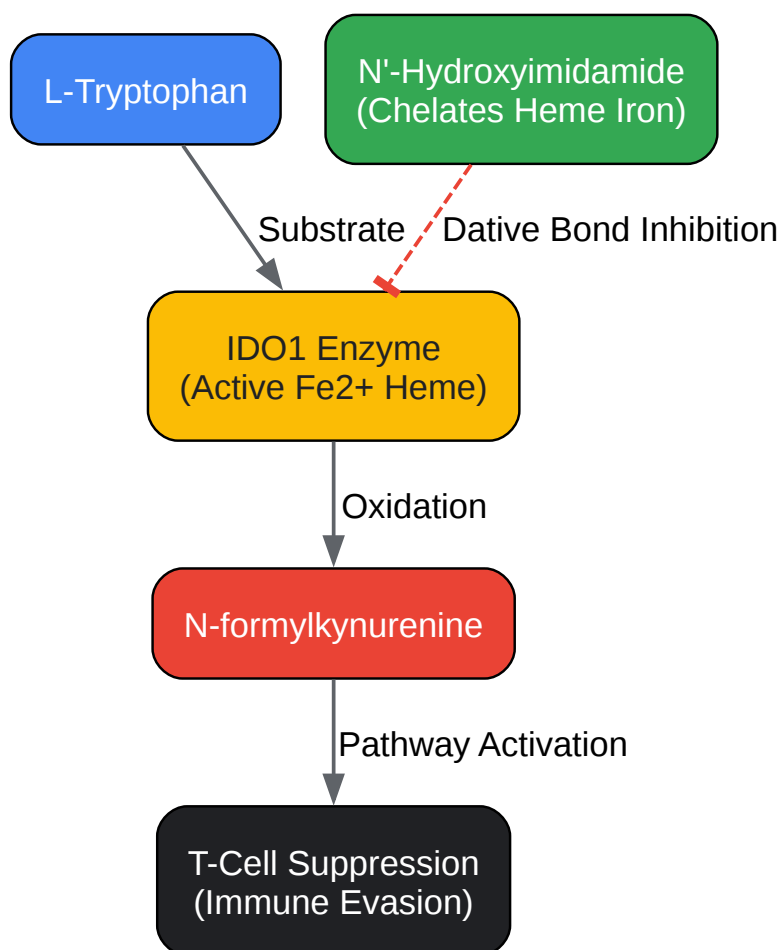 L-Tryptophan
N'-Hydroxyimidamide
(Chelates Heme Iron)
Substrate
Dative Bond Inhibition
IDO1 Enzyme
(Active Fe2+ Heme)
Oxidation
N-formylkynurenine
Pathway Activation
T-Cell Suppression
(Immune Evasion)